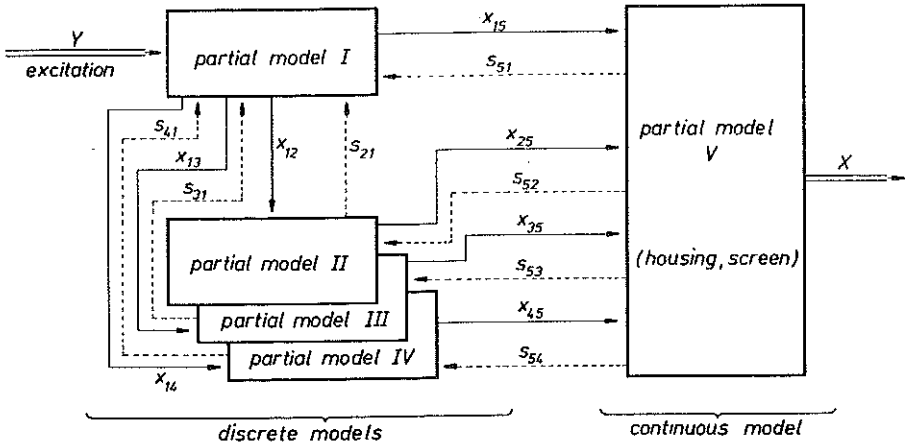 Y
excitation
partial model I
x15
s51
s41
x13
s31
x12
s21
x25
s52
x35
s53
x45
s54
partial model
V
(housing, screen)
X
partial model II
partial model III
partial model IV
x14
discrete models
continuous model